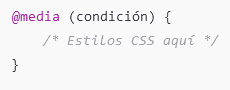 @media (condición) {
    /* Estilos CSS aquí */
}